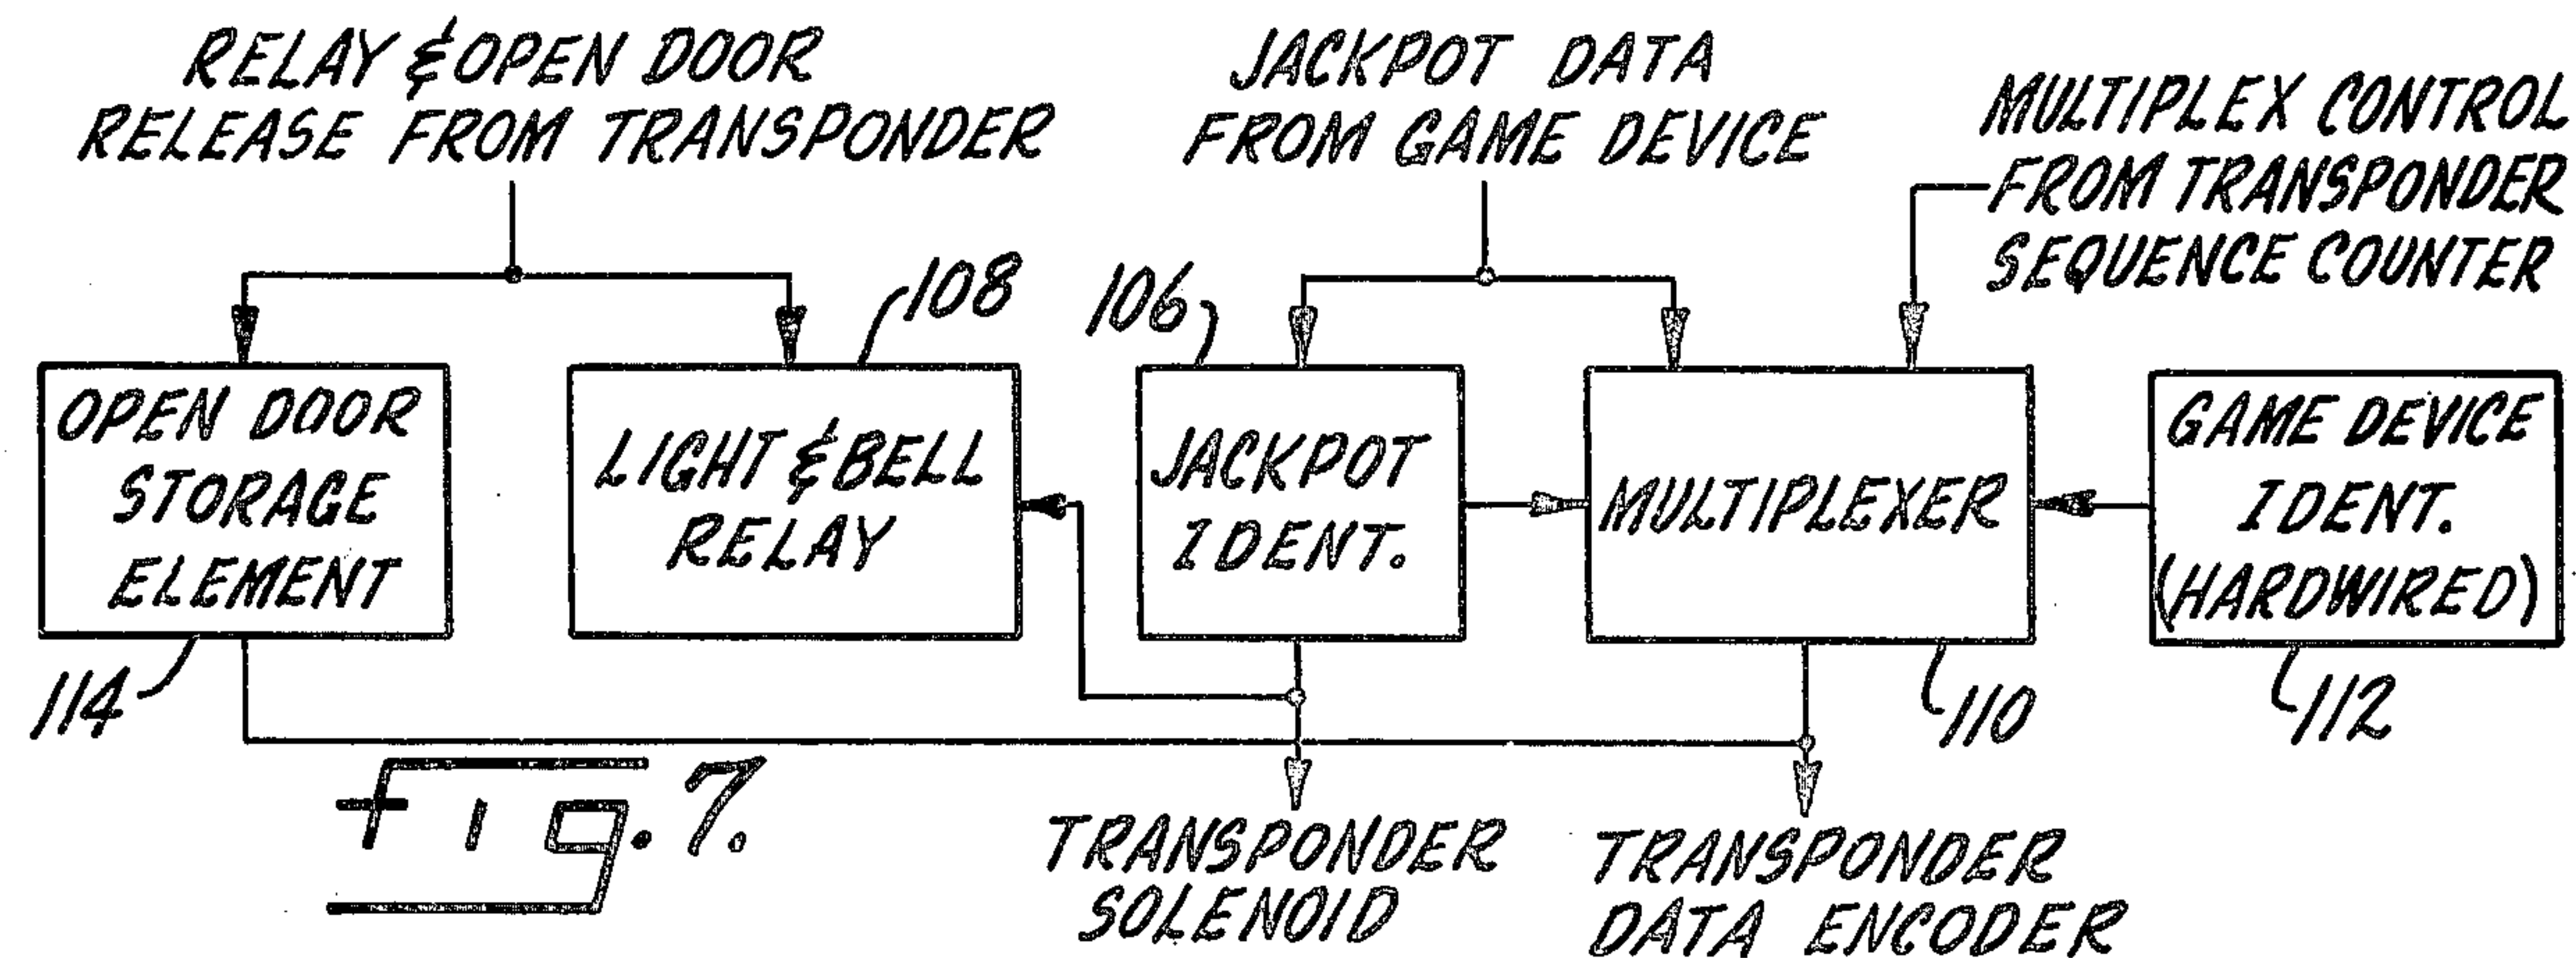 RELAY & OPEN DOOR
RELEASE FROM TRANSPONDER
JACKPOT DATA
FROM GAME DEVICE
MULTIPLEX CONTROL
FROM TRANSPONDER
SEQUENCE COUNTER
108
106
OPEN DOOR
STORAGE
ELEMENT
LIGHT & BELL
RELAY
JACKPOT
IDENT.
MULTIPLEXER
GAME DEVICE
IDENT.
(HARDWIRED)
114
110
112
fig. 7.
TRANSPONDER
SOLENOID
TRANSPONDER
DATA ENCODER